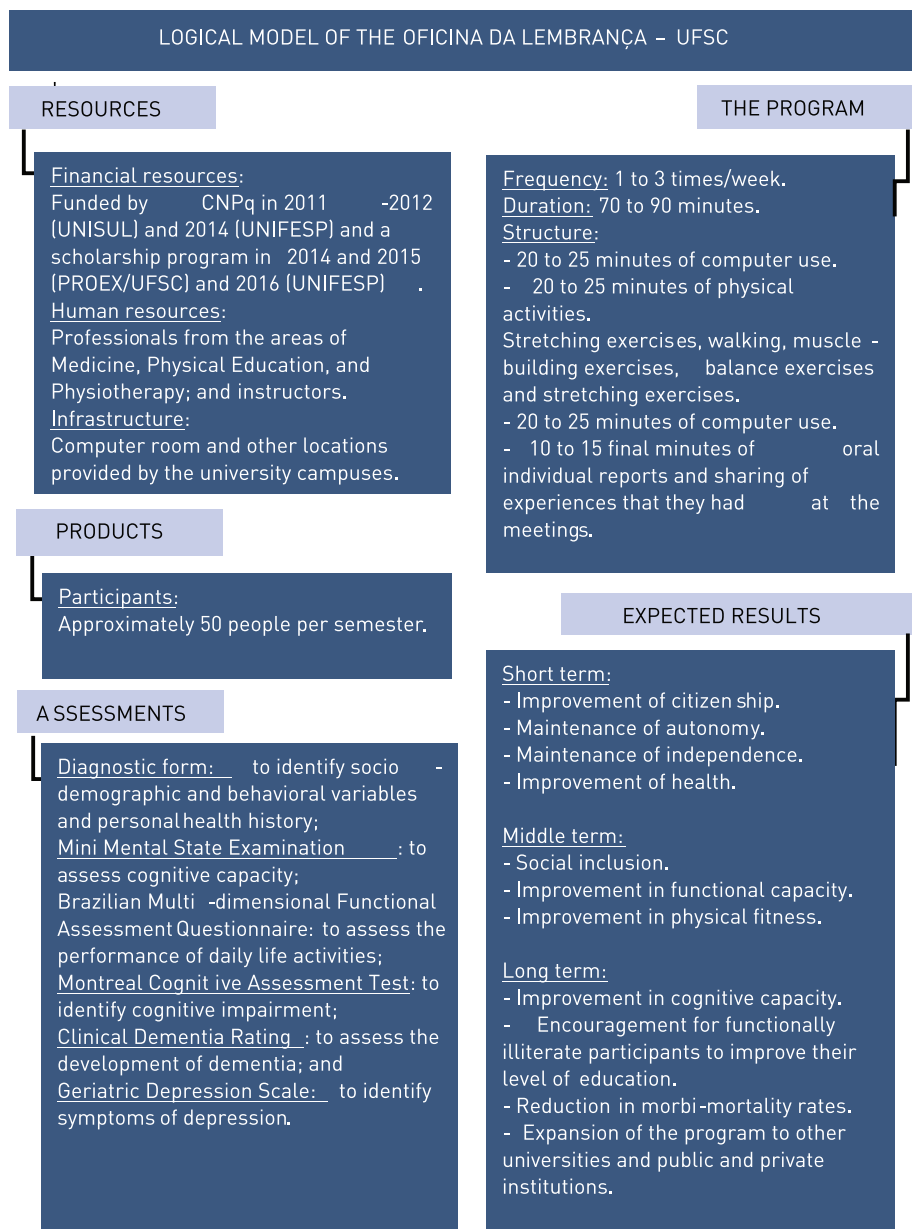 LOGICAL MODEL OF THE OFICINA DA LEMBRANÇA – UFSC
RESOURCES
Financial resources:
Funded by CNPq in 2011 -2012
(UNISUL) and 2014 (UNIFESP) and a
scholarship program in 2014 and 2015
(PROEX/UFSC) and 2016 (UNIFESP) .
Human resources:
Professionals from the areas of
Medicine, Physical Education, and
Physiotherapy; and instructors.
Infrastructure:
Computer room and other locations
provided by the university campuses.
PRODUCTS
Participants:
Approximately 50 people per semester.
A SSESSMENTS
Diagnostic form: to identify socio -
demographic and behavioral variables
and personal health history;
Mini Mental State Examination : to
assess cognitive capacity;
Brazilian Multi -dimensional Functional
Assessment Questionnaire: to assess the
performance of daily life activities;
Montreal Cognit ive Assessment Test: to
identify cognitive impairment;
Clinical Dementia Rating : to assess the
development of dementia; and
Geriatric Depression Scale: to identify
symptoms of depression.
THE PROGRAM
Frequency: 1 to 3 times/week.
Duration: 70 to 90 minutes.
Structure:
- 20 to 25 minutes of computer use.
- 20 to 25 minutes of physical
activities.
Stretching exercises, walking, muscle -
building exercises, balance exercises
and stretching exercises.
- 20 to 25 minutes of computer use.
- 10 to 15 final minutes of oral
individual reports and sharing of
experiences that they had at the
meetings.
EXPECTED RESULTS
Short term:
- Improvement of citizen ship.
- Maintenance of autonomy.
- Maintenance of independence.
- Improvement of health.
Middle term:
- Social inclusion.
- Improvement in functional capacity.
- Improvement in physical fitness.
Long term:
- Improvement in cognitive capacity.
- Encouragement for functionally
illiterate participants to improve their
level of education.
- Reduction in morbi-mortality rates.
- Expansion of the program to other
universities and public and private
institutions.